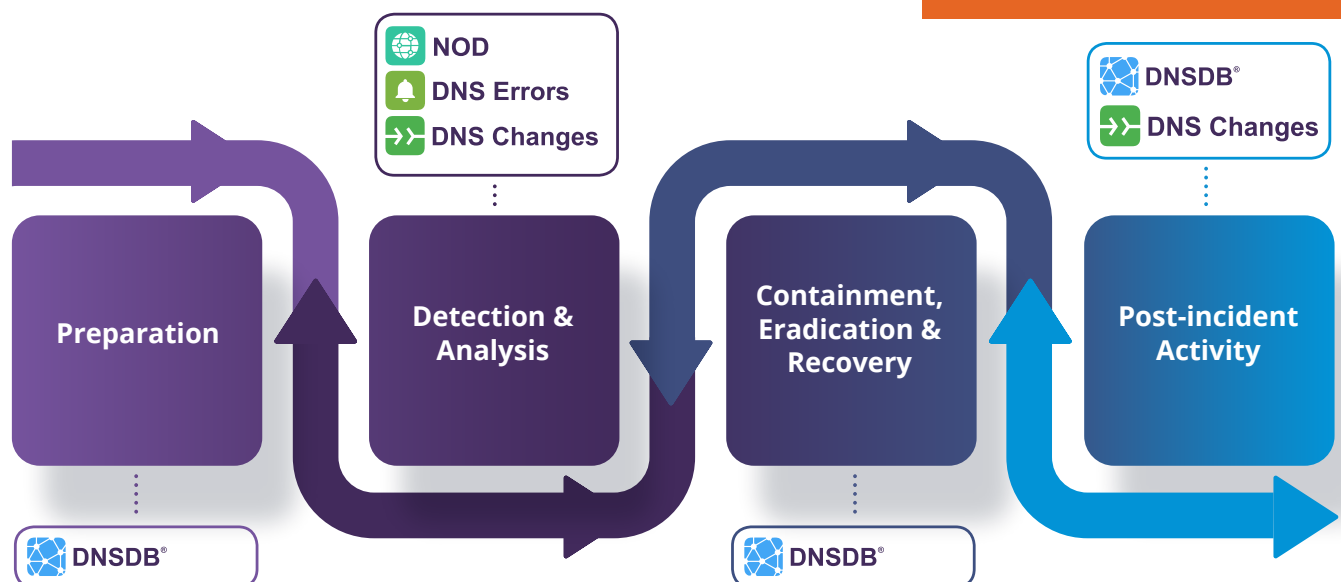 NOD
DNS Errors
DNS Changes
DNSDB®
DNS Changes
Preparation
Detection &
Analysis
Containment,
Eradication &
Recovery
Post-incident
Activity
DNSDB®
DNSDB®